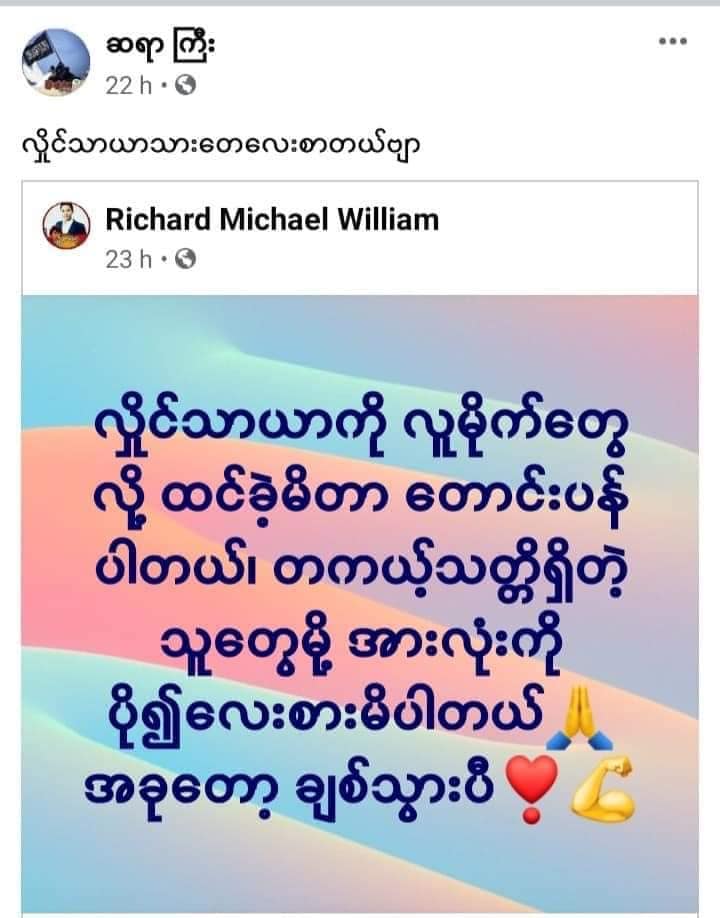 ဆရာ ကြီး
22 h
လှိုင်သာယာသားတေလေးစာတယ်ဗျာ
Richard Michael William
23 h
လှိုင်သာယာကို လူမိုက်တွေ
လို့ ထင်ခဲ့မိတာ တောင်းပန်
ပါတယ်၊ တကယ့်သတ္တိရှိတဲ့
သူတွေမို့ အားလုံးကို
ပို၍လေးစားမိပါတယ်🙏
အခုတော့ ချစ်သွားပီ❣️💪